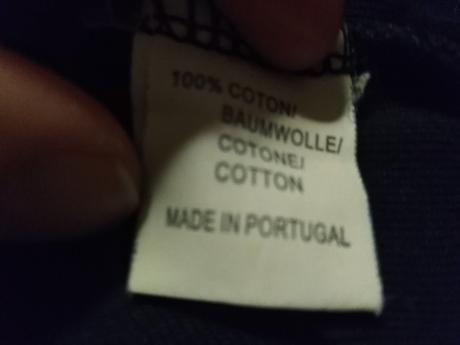 100% COTON/
BAUMWOLLE/
COTONE/
COTTON
MADE IN PORTUGAL